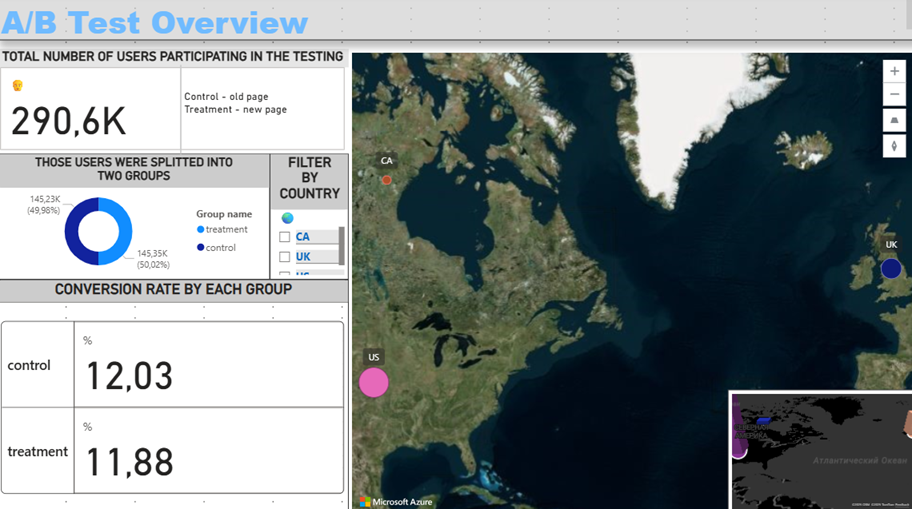 A/B Test Overview
TOTAL NUMBER OF USERS PARTICIPATING IN THE TESTING
290,6K
Control - old page
Treatment - new page
THOSE USERS WERE SPLITTED INTO
TWO GROUPS
145,23K
(49,98%)
145,35K
(50,02%)
Group name
treatment
control
FILTER
BY
COUNTRY
CA
UK
US
CONVERSION RATE BY EACH GROUP
control
%
12,03
treatment
%
11,88
CA
UK
US
Microsoft Azure
СЕВЕРНАЯ
АМЕРИКА
Атлантический Океан